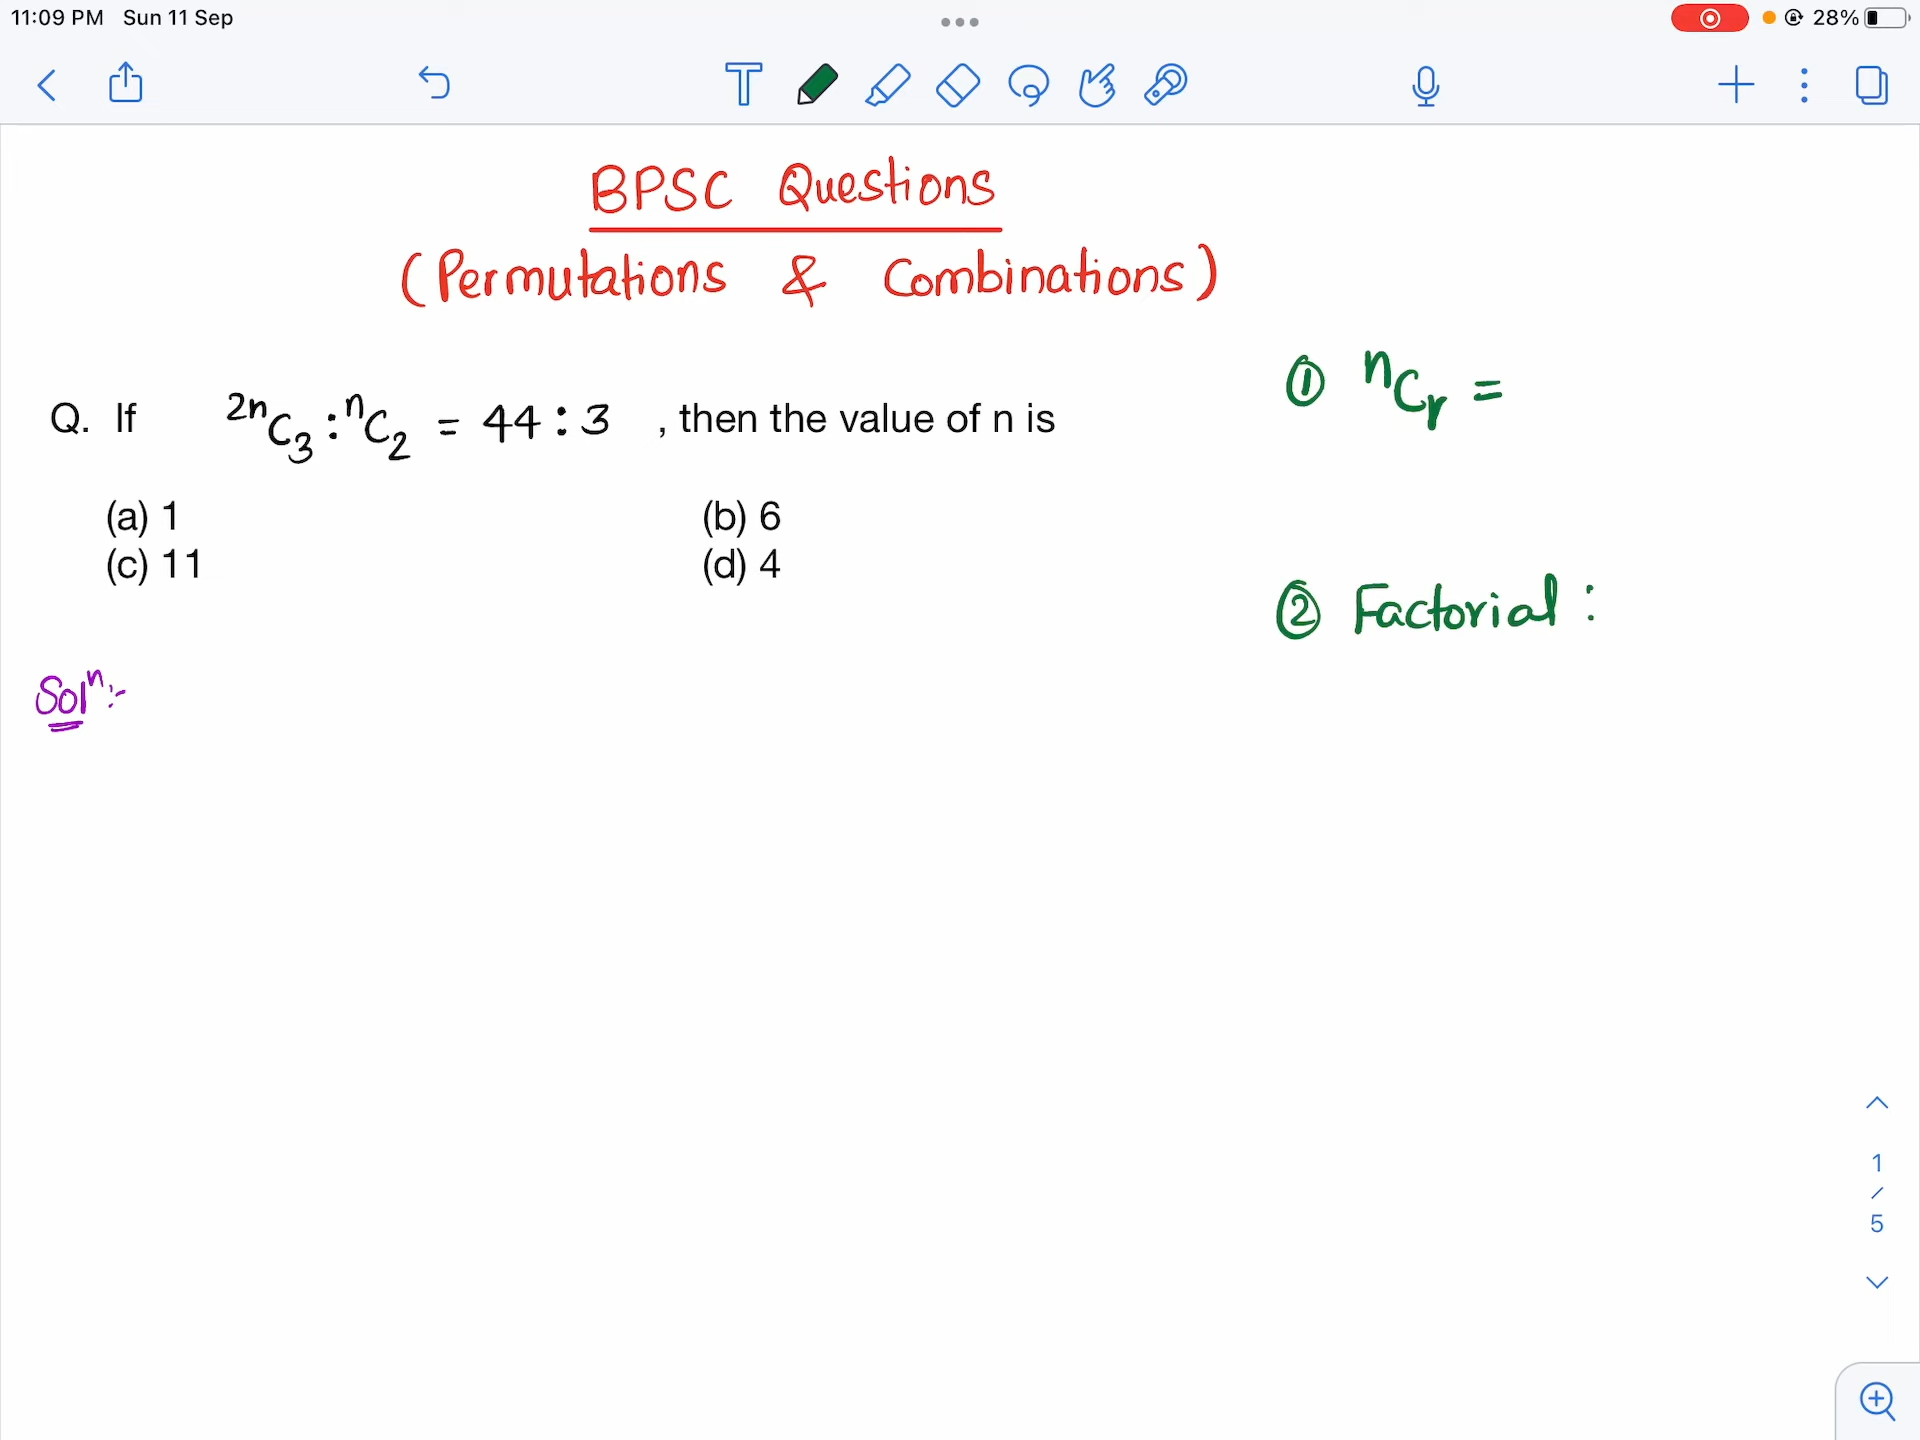 11:09 PM Sun 11 Sep
28%
BPSC Questions
(Permutations & Combinations)
Q. If ²ⁿC₃ : ⁿC₂ = 44 : 3 , then the value of n is
(a) 1 (b) 6
(c) 11 (d) 4
① ⁿCᵣ =
② Factorial :
Solⁿ:-
1
/
5